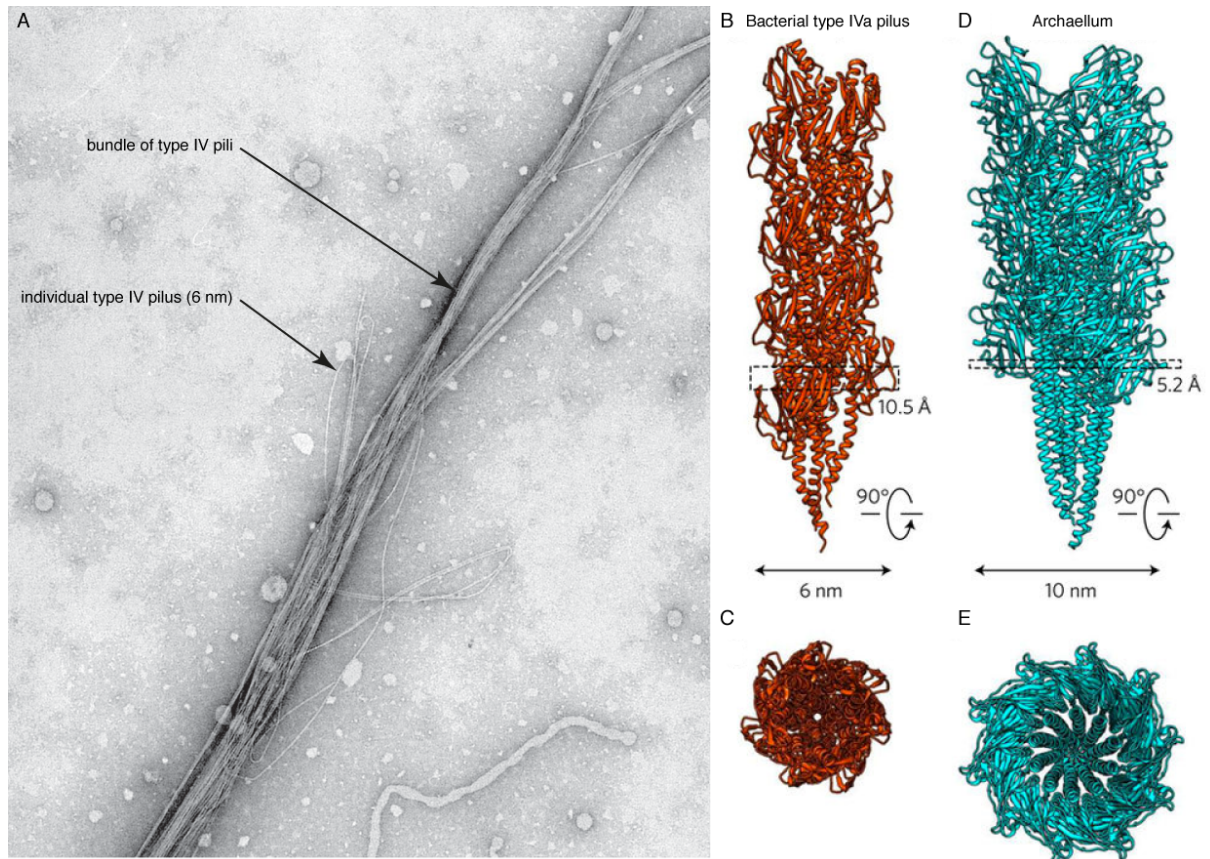 A
bundle of type IV pili
individual type IV pilus (6 nm)
B
Bacterial type IVa pilus
10.5 Å
90°
6 nm
C
D
Archaellum
5.2 Å
90°
10 nm
E